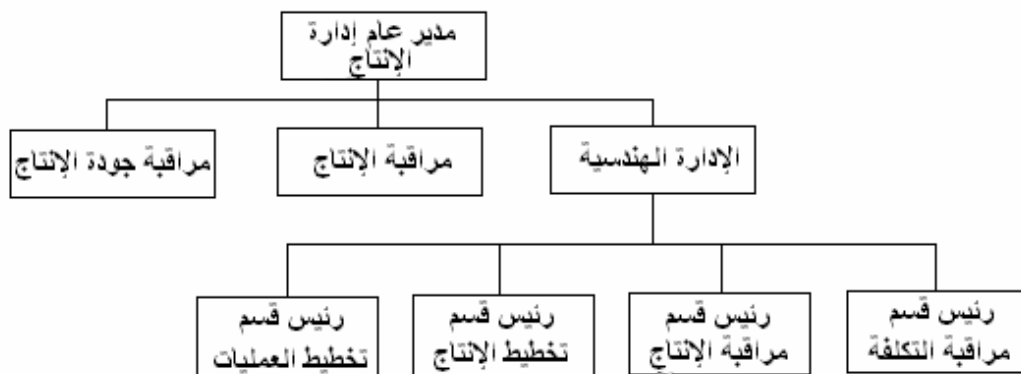 مدير عام إدارة
الإنتاج
الإدارة الهندسية
مراقبة الإنتاج
مراقبة جودة الإنتاج
رئيس قسم
مراقبة التكلفة
رئيس قسم
مراقبة الإنتاج
رئيس قسم
تخطيط الإنتاج
رئيس قسم
تخطيط العمليات